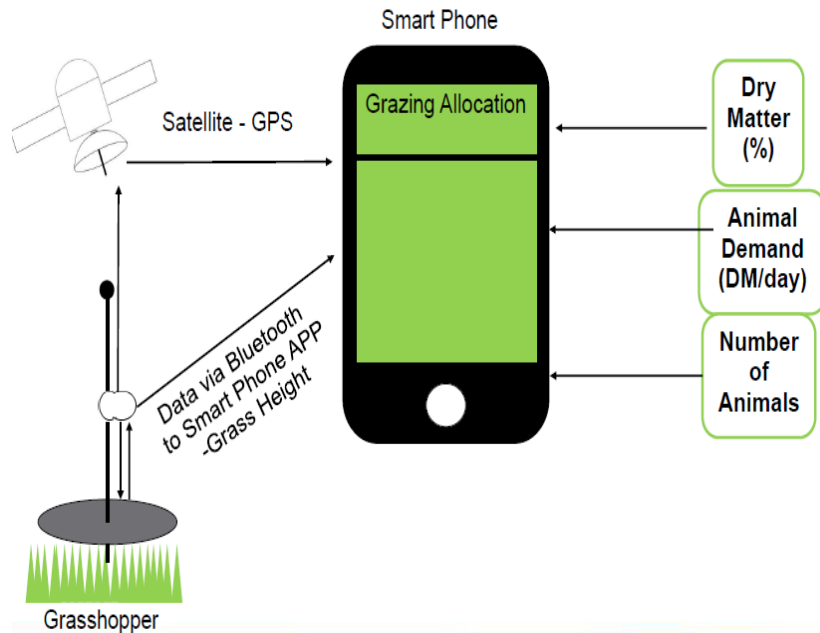 Smart Phone
Satellite - GPS
Grazing Allocation
Dry
Matter
(%)
Animal
Demand
(DM/day)
Number
of
Animals
Data via Bluetooth
to Smart Phone APP
-Grass Height
Grasshopper